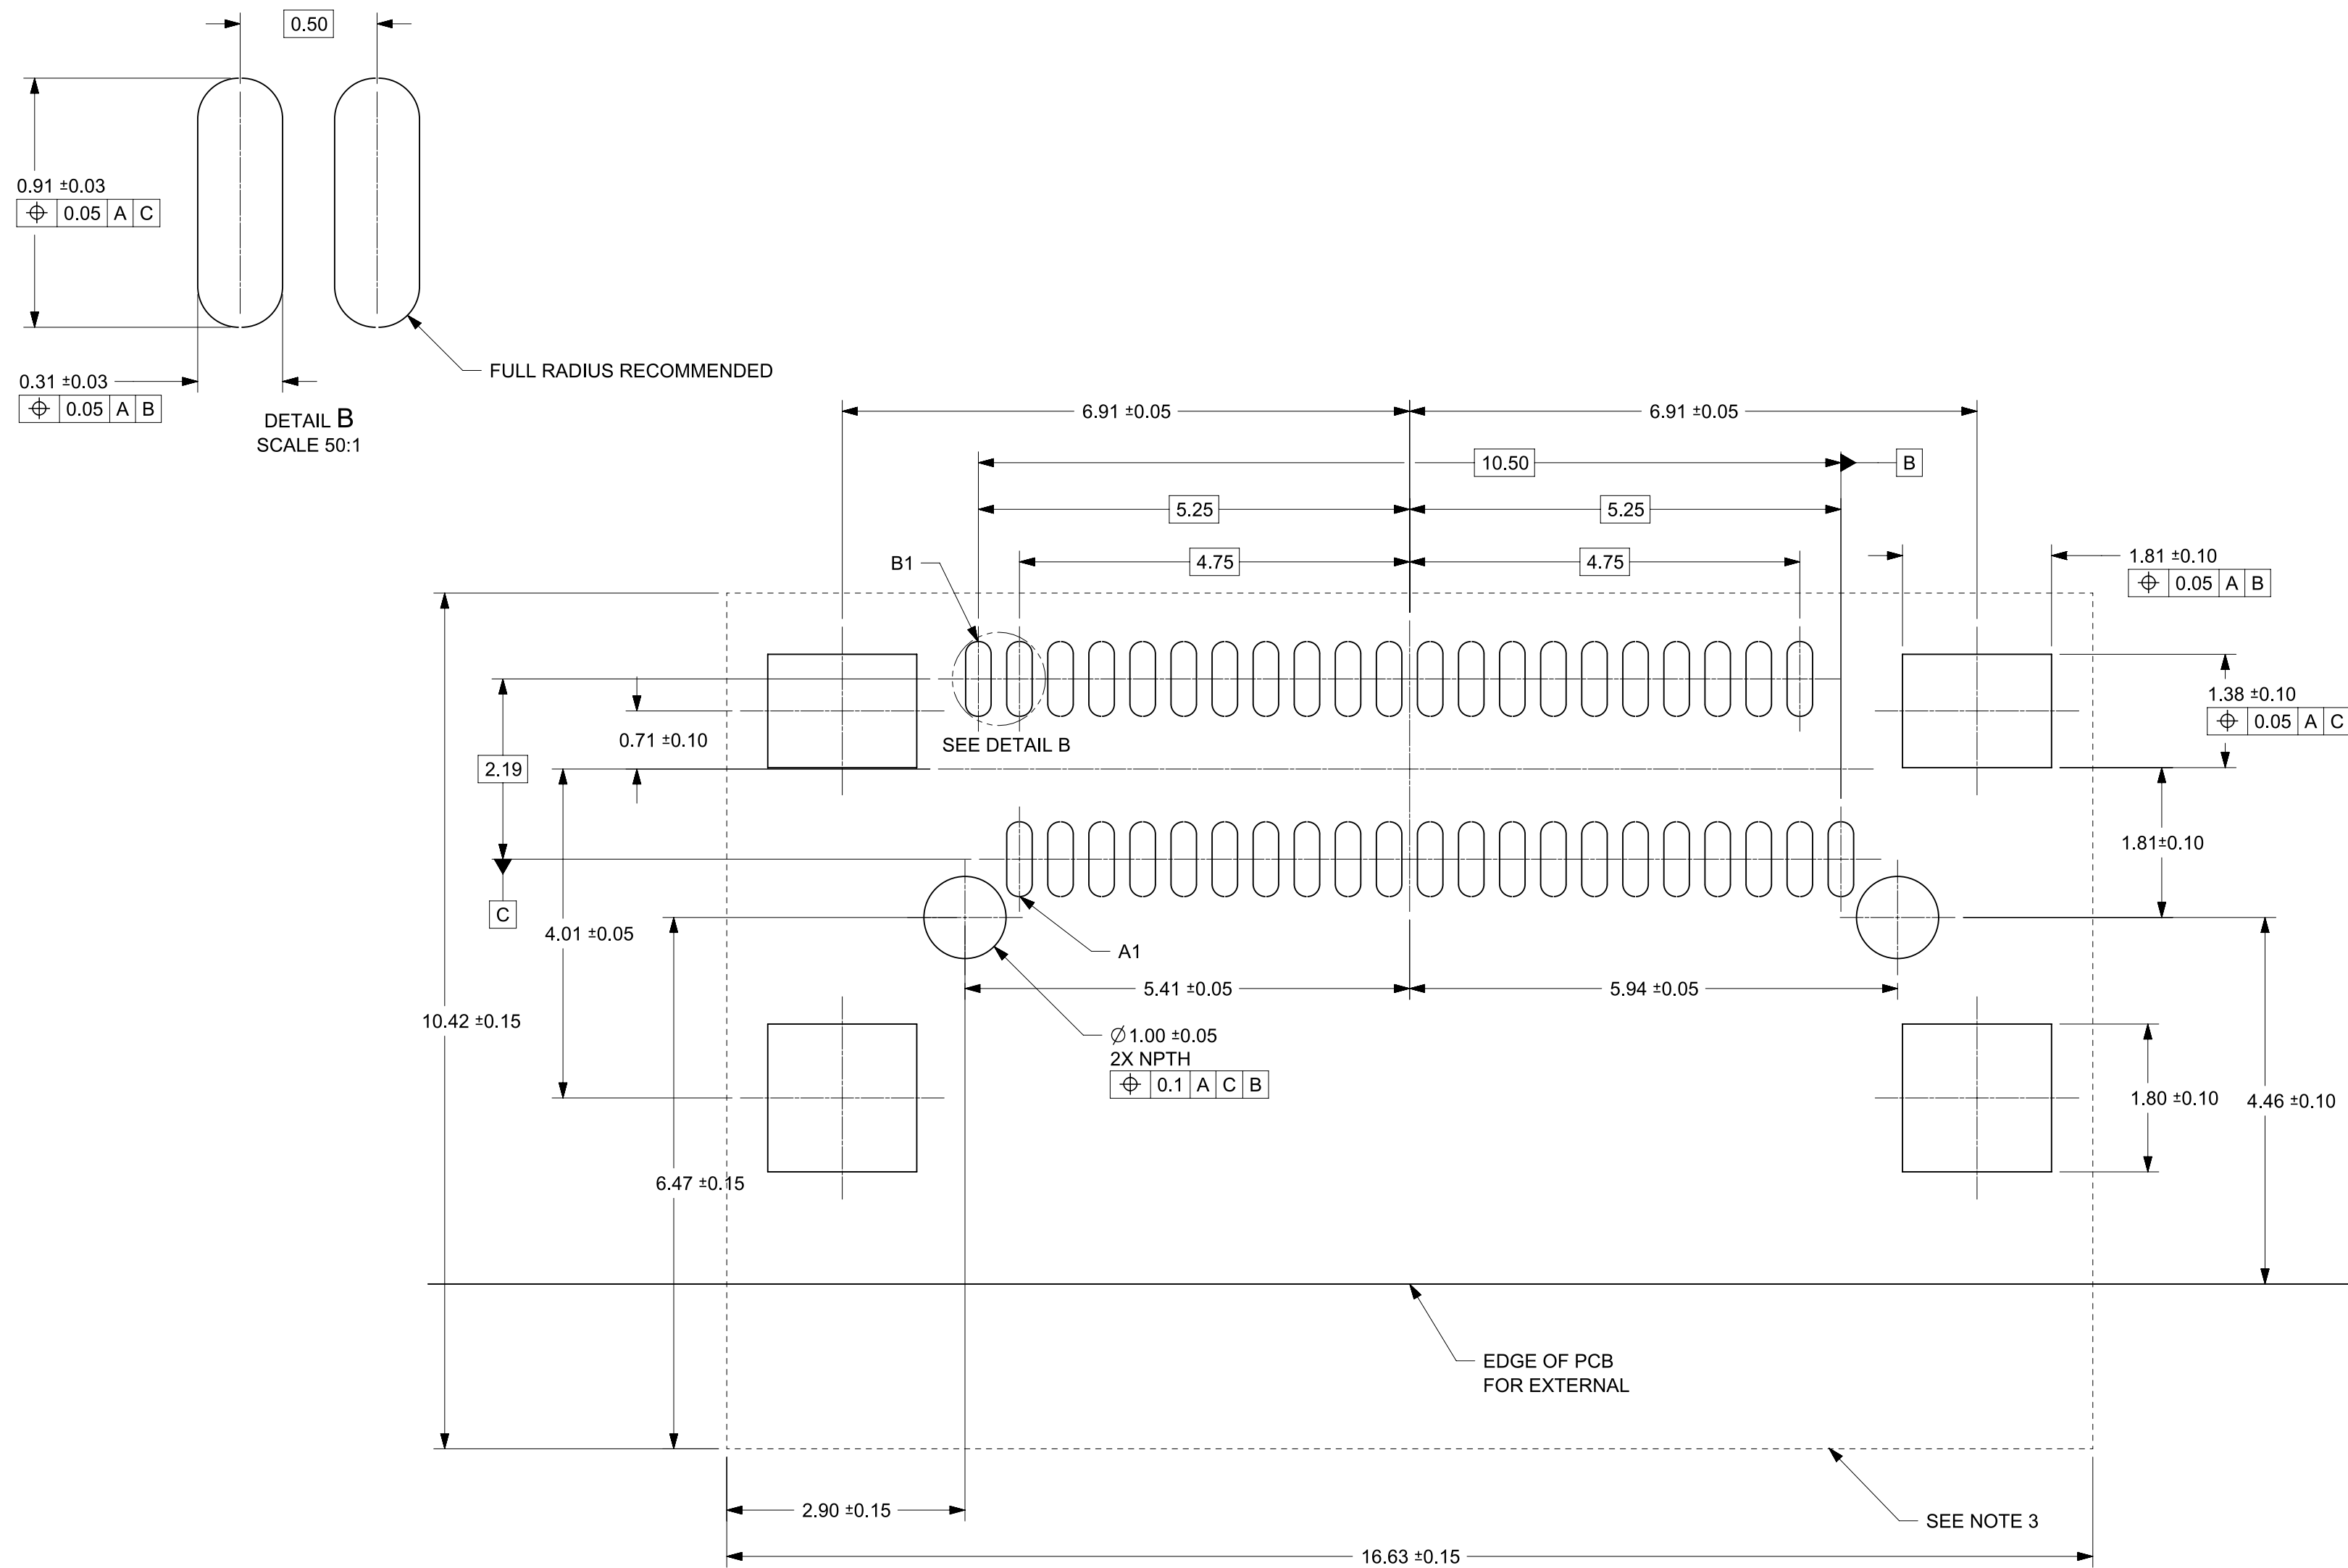 0.50
0.91 ±0.03
⌖ 0.05 A C
FULL RADIUS RECOMMENDED
0.31 ±0.03
⌖ 0.05 A B
DETAIL B
SCALE 50:1
6.91 ±0.05
6.91 ±0.05
10.50
B
5.25
5.25
B1
4.75
4.75
1.81 ±0.10
⌖ 0.05 A B
1.38 ±0.10
⌖ 0.05 A C
0.71 ±0.10
SEE DETAIL B
2.19
1.81±0.10
C
4.01 ±0.05
A1
5.41 ±0.05
5.94 ±0.05
10.42 ±0.15
Ø1.00 ±0.05
2X NPTH
⌖ 0.1 A C B
1.80 ±0.10
4.46 ±0.10
6.47 ±0.15
EDGE OF PCB
FOR EXTERNAL
2.90 ±0.15
SEE NOTE 3
16.63 ±0.15